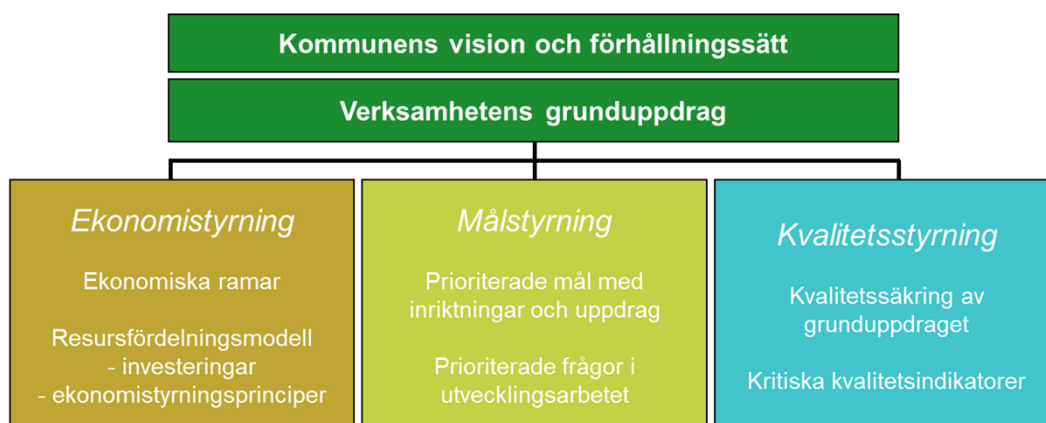 Kommunens vision och förhållningssätt
Verksamhetens grunduppdrag
Ekonomistyrning
Ekonomiska ramar
Resursfördelningsmodell
- investeringar
- ekonomistyrningsprinciper
Målstyrning
Prioriterade mål med
inriktningar och uppdrag
Prioriterade frågor i
utvecklingsarbetet
Kvalitetsstyrning
Kvalitetssäkring av
grunduppdraget
Kritiska kvalitetsindikatorer